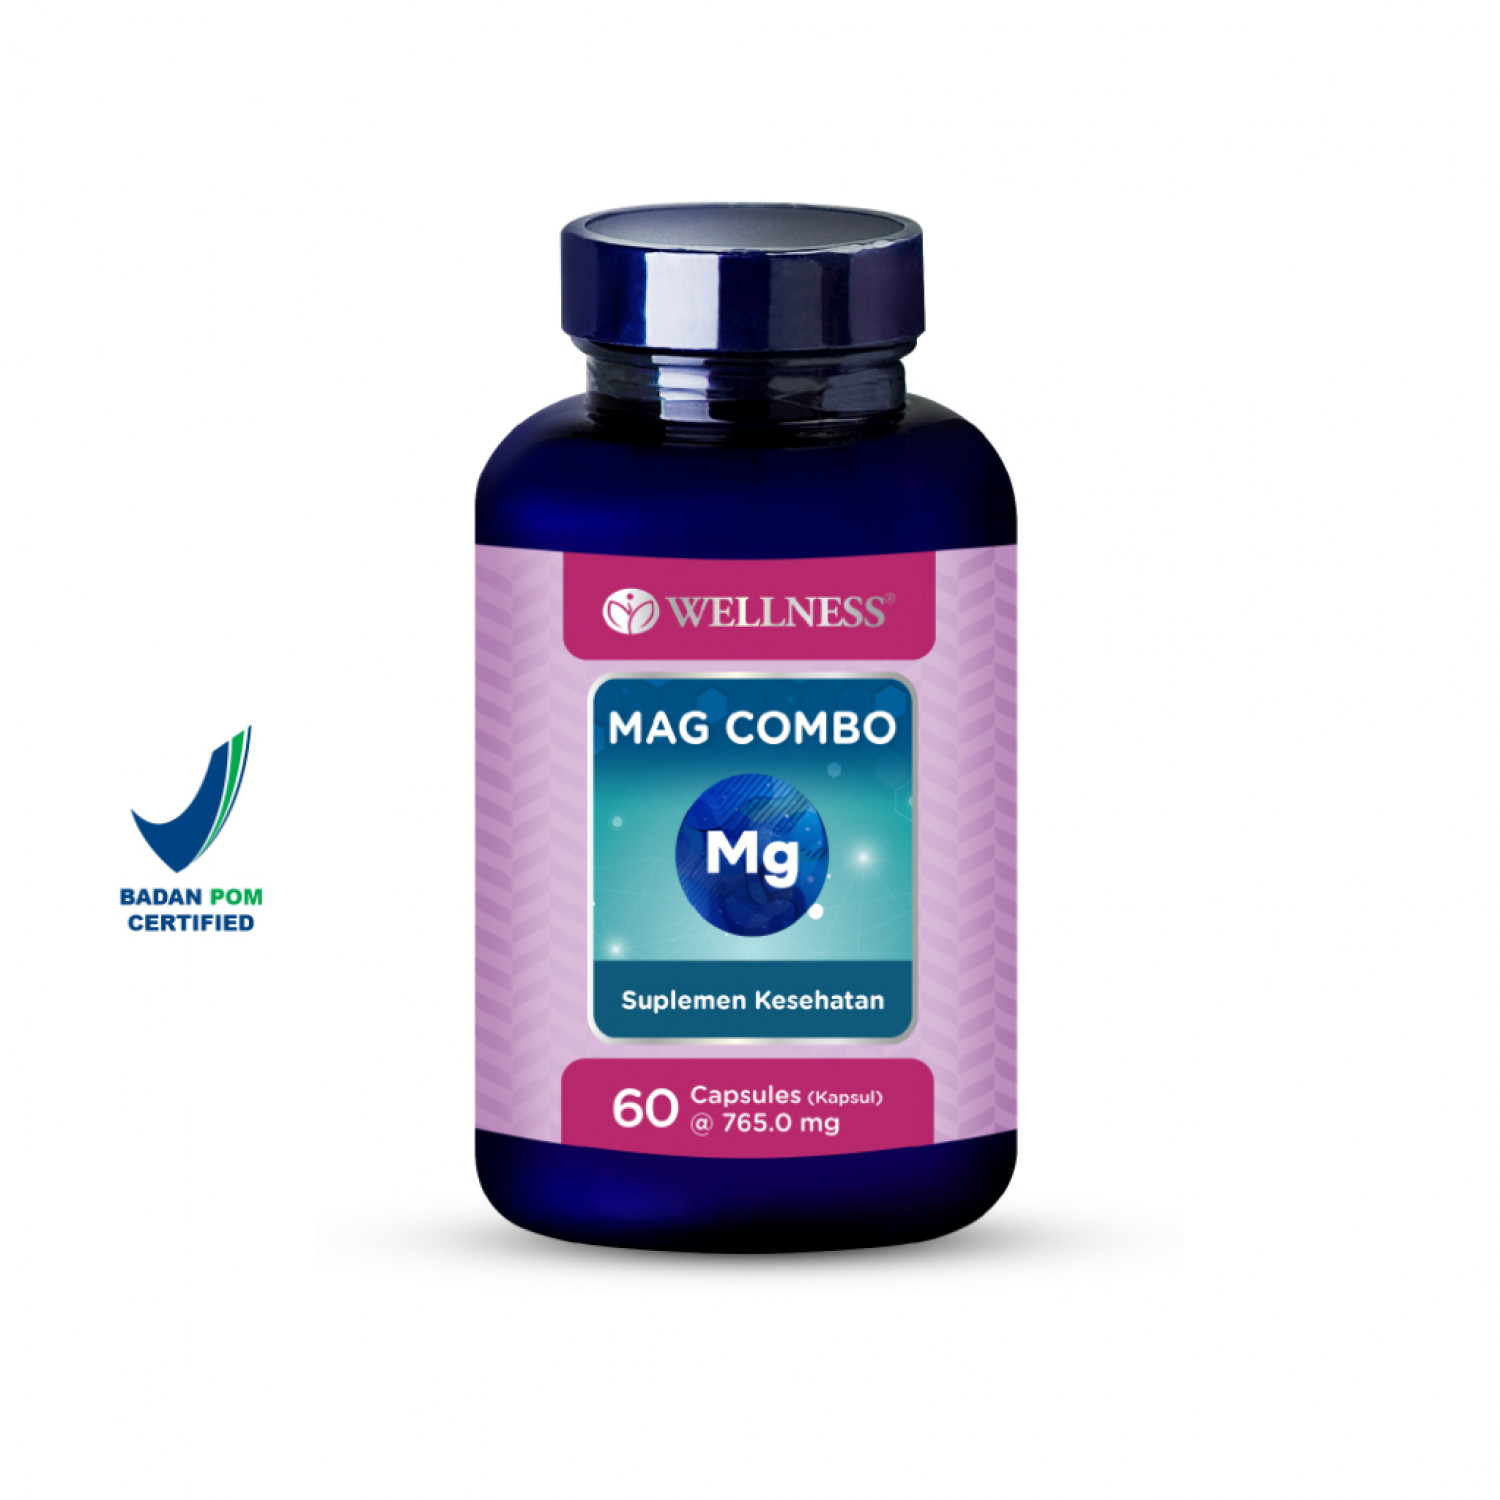 WELLNESS®
MAG COMBO
Mg
Suplemen Kesehatan
60 Capsules (Kapsul)
@ 765.0 mg
BADAN POM
CERTIFIED